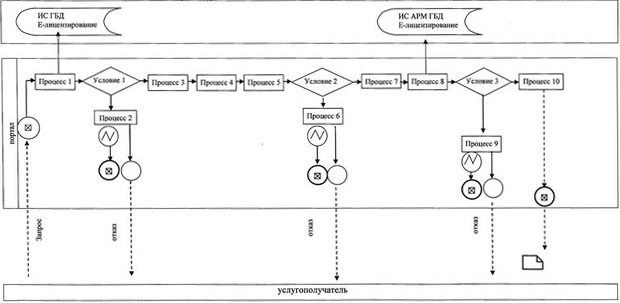 ИС ГБД
Е-лицензирование
ИС АРМ ГБД
Е-лицензирование
портал
Процесс 1
Условие 1
Процесс 3
Процесс 4
Процесс 5
Условие 2
Процесс 7
Процесс 8
Условие 3
Процесс 10
Процесс 2
Процесс 6
Процесс 9
Запрос
отказ
отказ
отказ
услугополучатель